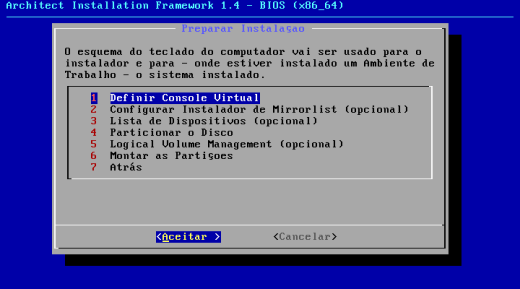 Architect Installation Framework 1.4 - BIOS (x86_64)
Preparar Instalaçao
O esquema do teclado do computador vai ser usado para o
instalador e para - onde estiver instalado um Ambiente de
Trabalho - o sistema instalado.
1 Definir Console Virtual
2 Configurar Instalador de Mirrorlist (opcional)
3 Lista de Dispositivos (opcional)
4 Particionar o Disco
5 Logical Volume Management (opcional)
6 Montar as Partiçoes
7 Atrás
<Aceitar > <Cancelar>